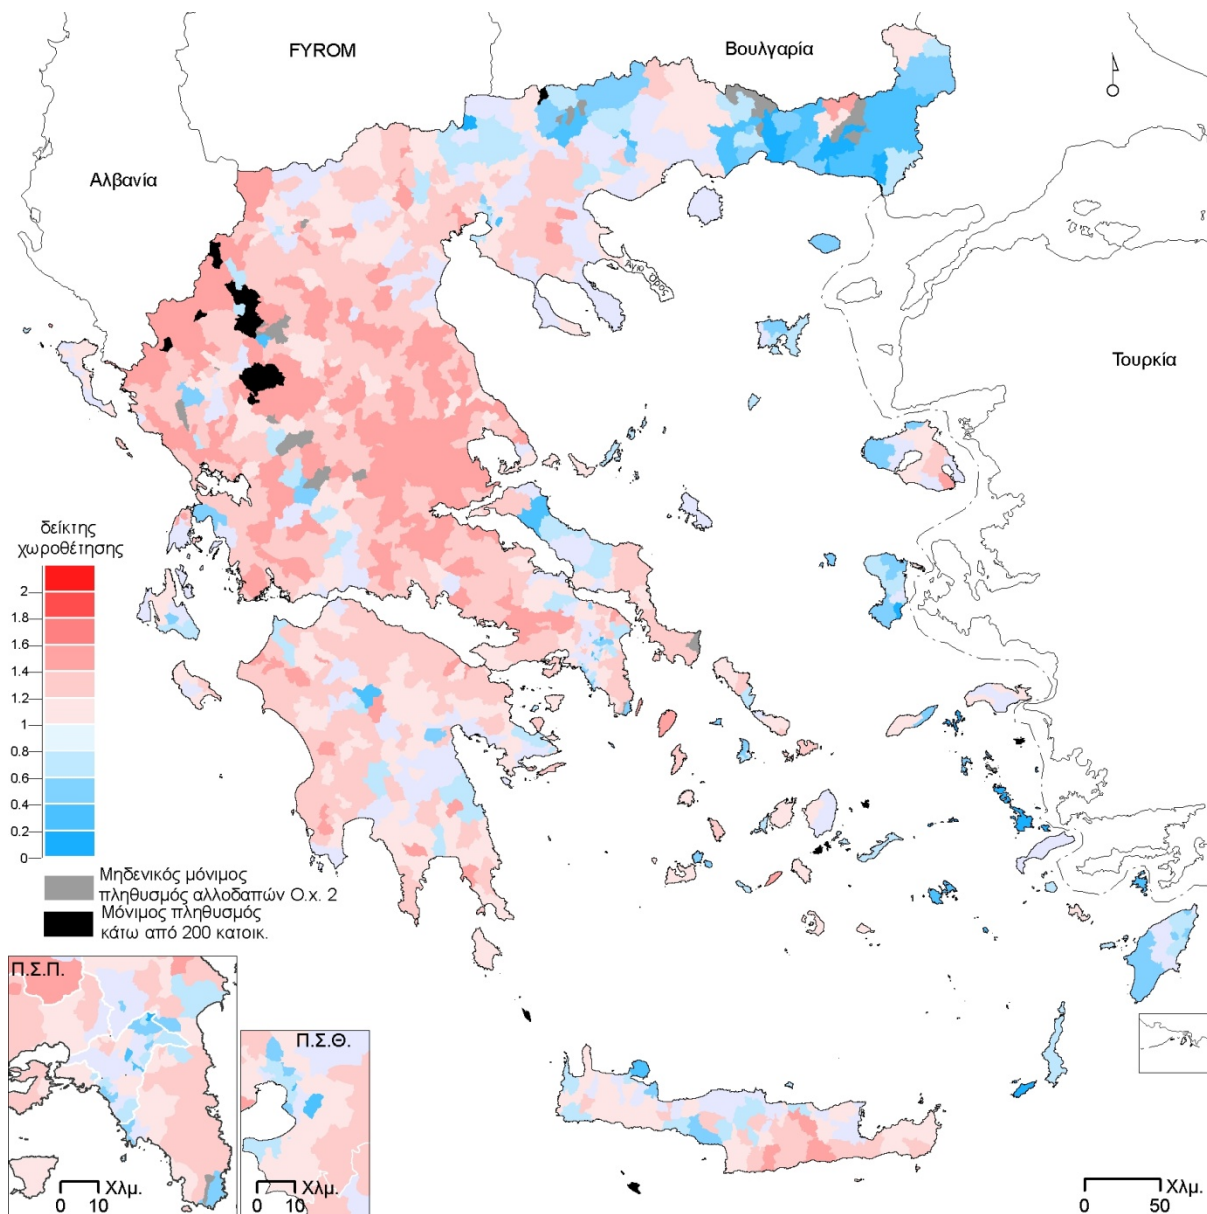 FYROM
Βουλγαρία
Αλβανία
Άγιο Όρος
Τουρκία
δείκτης
χωροθέτησης
2
1.8
1.6
1.4
1.2
1
0.8
0.6
0.4
0.2
0
Μηδενικός μόνιμος
πληθυσμός αλλοδαπών Ο.χ. 2
Μόνιμος πληθυσμός
κάτω από 200 κατοικ.
Π.Σ.Π.
Π.Σ.Θ.
Χλμ.
0 10
Χλμ.
0 10
Χλμ.
0 50